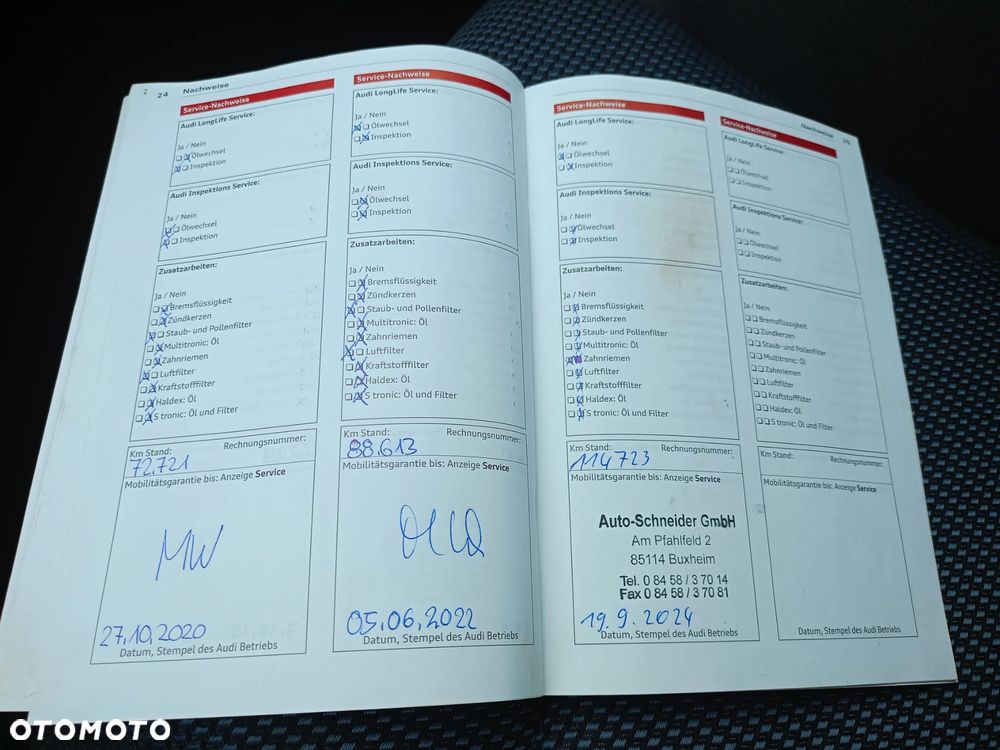 24 Nachweise
Service-Nachweise
Audi LongLife Service:
Ja / Nein
Ölwechsel
Inspektion
Audi Inspektions Service:
Ja / Nein
Ölwechsel
Inspektion
Zusatzarbeiten:
Ja / Nein
Bremsflüssigkeit
Zündkerzen
Staub- und Pollenfilter
Multitronic: Öl
Zahnriemen
Luftfilter
Kraftstofffilter
Haldex: Öl
S tronic: Öl und Filter
Km Stand: Rechnungsnummer:
72.721
Mobilitätsgarantie bis: Anzeige Service
MW
27.10.2020
Datum, Stempel des Audi Betriebs
Service-Nachweise
Audi LongLife Service:
Ja / Nein
Ölwechsel
Inspektion
Audi Inspektions Service:
Ja / Nein
Ölwechsel
Inspektion
Zusatzarbeiten:
Ja / Nein
Bremsflüssigkeit
Zündkerzen
Staub- und Pollenfilter
Multitronic: Öl
Zahnriemen
Luftfilter
Kraftstofffilter
Haldex: Öl
S tronic: Öl und Filter
Km Stand: Rechnungsnummer:
88.613
Mobilitätsgarantie bis: Anzeige Service
05.06.2022
Datum, Stempel des Audi Betriebs
Nachweise 25
Service-Nachweise
Audi LongLife Service:
Ja / Nein
Ölwechsel
Inspektion
Audi Inspektions Service:
Ja / Nein
Ölwechsel
Inspektion
Zusatzarbeiten:
Ja / Nein
Bremsflüssigkeit
Zündkerzen
Staub- und Pollenfilter
Multitronic: Öl
Zahnriemen
Luftfilter
Kraftstofffilter
Haldex: Öl
S tronic: Öl und Filter
Km Stand: Rechnungsnummer:
114723
Mobilitätsgarantie bis: Anzeige Service
Auto-Schneider GmbH
Am Pfahlfeld 2
85114 Buxheim
Tel. 0 84 58 / 3 70 14
Fax 0 84 58 / 3 70 81
19.9.2024
Datum, Stempel des Audi Betriebs
Service-Nachweise
Audi LongLife Service:
Ja / Nein
Ölwechsel
Inspektion
Audi Inspektions Service:
Ja / Nein
Ölwechsel
Inspektion
Zusatzarbeiten:
Ja / Nein
Bremsflüssigkeit
Zündkerzen
Staub- und Pollenfilter
Multitronic: Öl
Zahnriemen
Luftfilter
Kraftstofffilter
Haldex: Öl
S tronic: Öl und Filter
Km Stand: Rechnungsnummer:
Mobilitätsgarantie bis: Anzeige Service
Datum, Stempel des Audi Betriebs
OTOMOTO